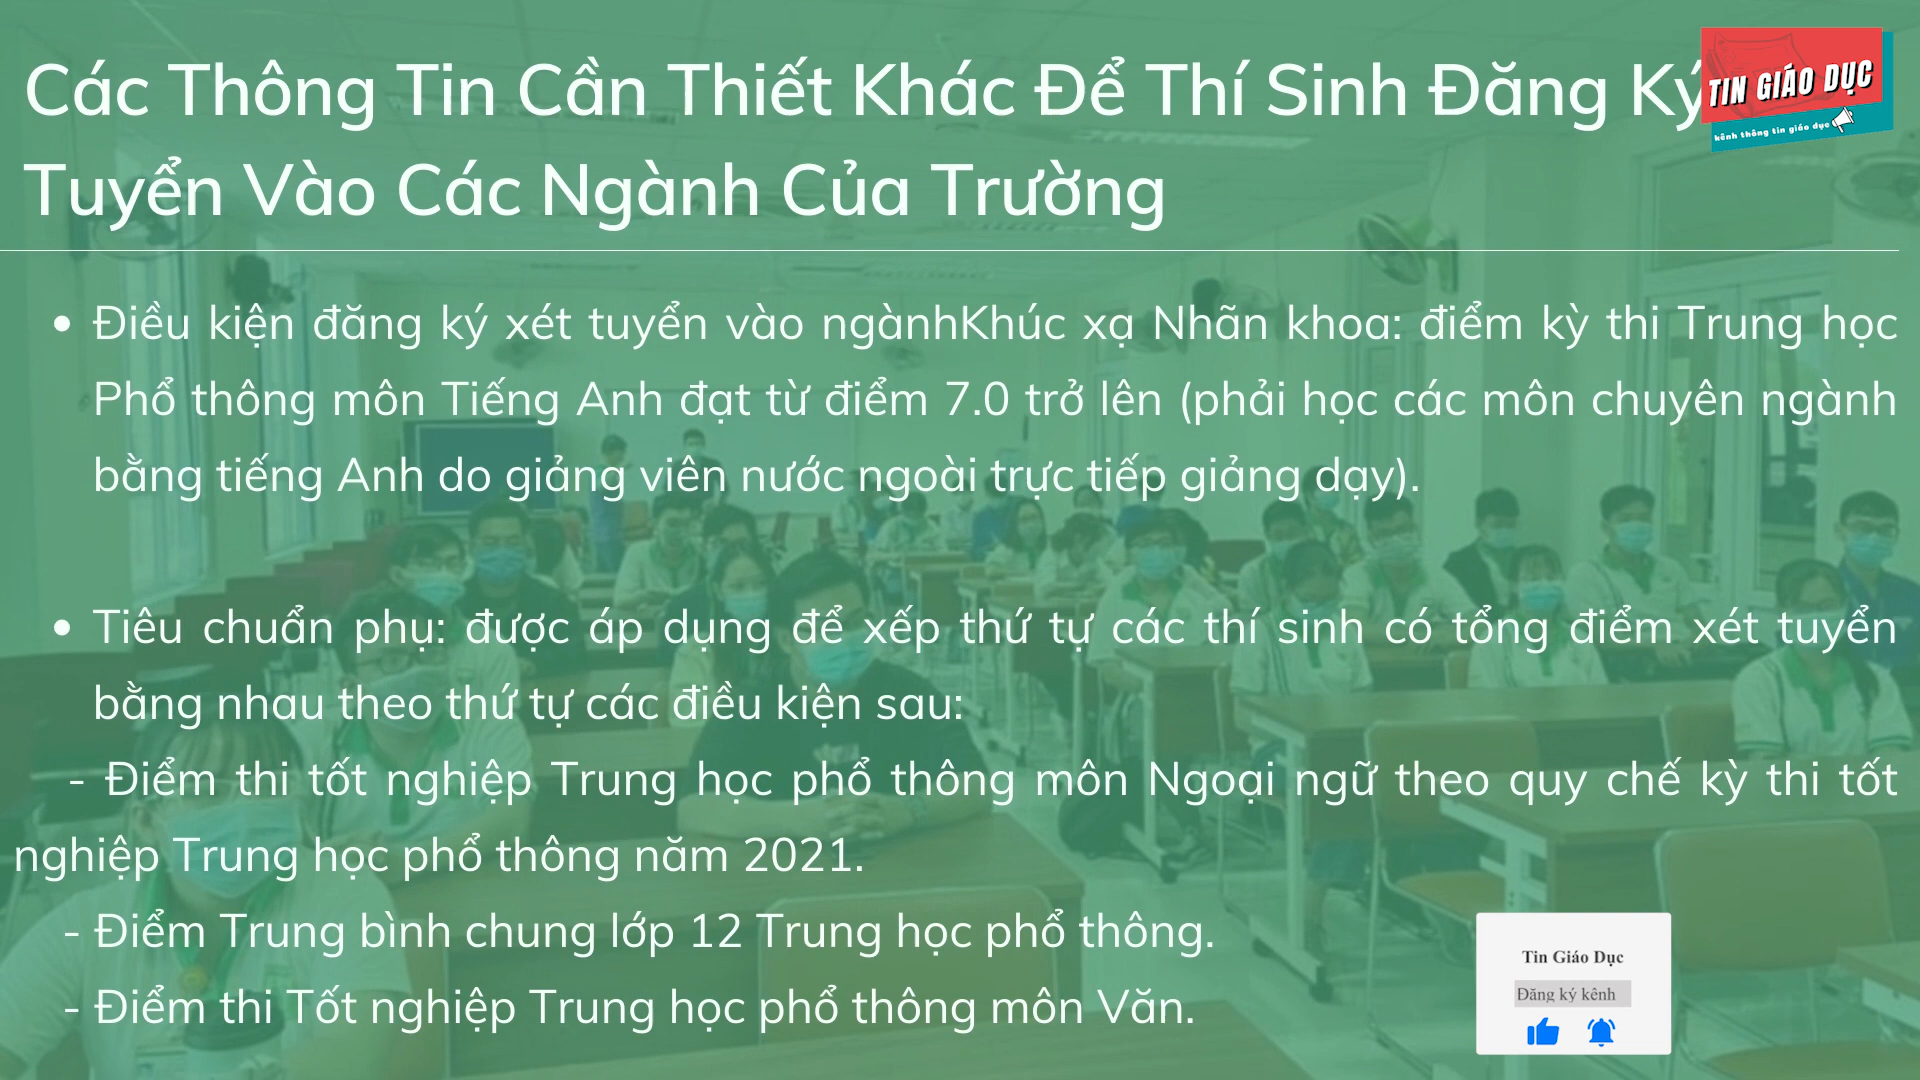 Các Thông Tin Cần Thiết Khác Để Thí Sinh Đăng Ký
Tuyển Vào Các Ngành Của Trường
TIN GIÁO DỤC
kênh thông tin giáo dục
• Điều kiện đăng ký xét tuyển vào ngànhKhúc xạ Nhãn khoa: điểm kỳ thi Trung học
Phổ thông môn Tiếng Anh đạt từ điểm 7.0 trở lên (phải học các môn chuyên ngành
bằng tiếng Anh do giảng viên nước ngoài trực tiếp giảng dạy).
• Tiêu chuẩn phụ: được áp dụng để xếp thứ tự các thí sinh có tổng điểm xét tuyển
bằng nhau theo thứ tự các điều kiện sau:
- Điểm thi tốt nghiệp Trung học phổ thông môn Ngoại ngữ theo quy chế kỳ thi tốt
nghiệp Trung học phổ thông năm 2021.
- Điểm Trung bình chung lớp 12 Trung học phổ thông.
- Điểm thi Tốt nghiệp Trung học phổ thông môn Văn.
Tin Giáo Dục
Đăng ký kênh